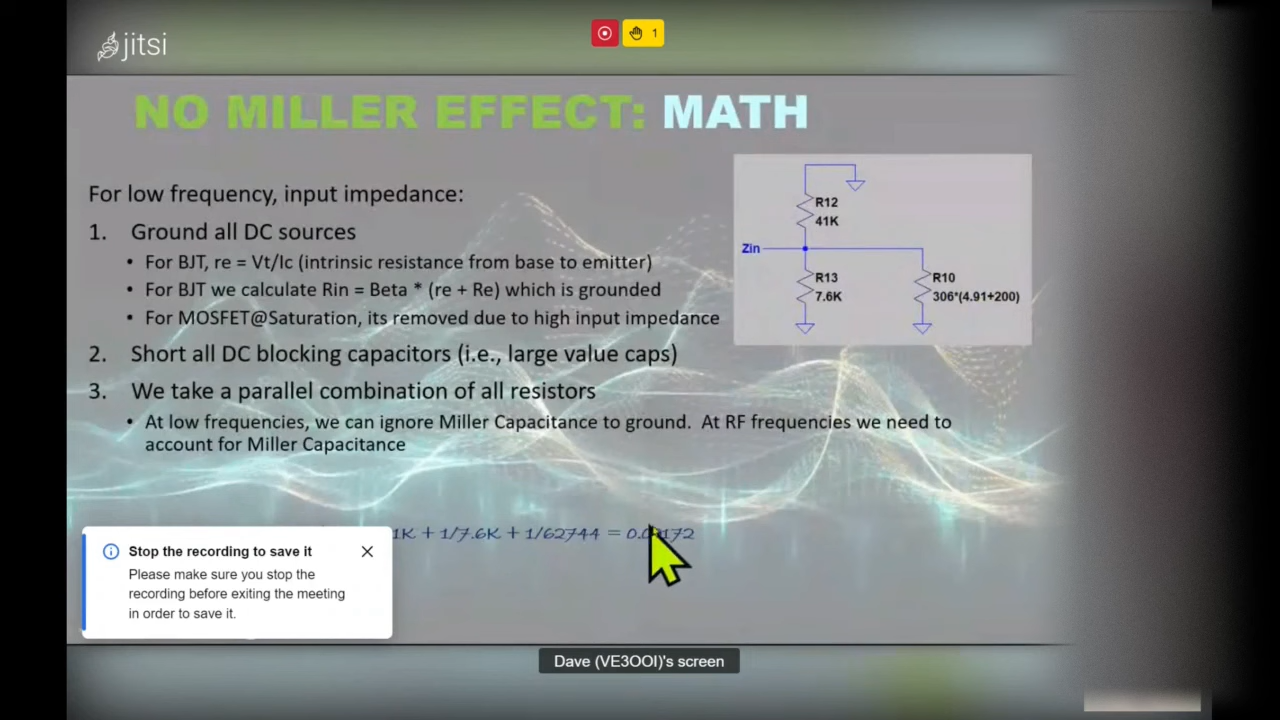 jitsi
1
NO MILLER EFFECT: MATH
For low frequency, input impedance:
1. Ground all DC sources
• For BJT, re = Vt/Ic (intrinsic resistance from base to emitter)
• For BJT we calculate Rin = Beta * (re + Re) which is grounded
• For MOSFET@Saturation, its removed due to high input impedance
2. Short all DC blocking capacitors (i.e., large value caps)
3. We take a parallel combination of all resistors
• At low frequencies, we can ignore Miller Capacitance to ground. At RF frequencies we need to
account for Miller Capacitance
R12
41K
Zin
R13
7.6K
R10
306*(4.91+200)
1K + 1/7.6K + 1/62744 =
Stop the recording to save it
Please make sure you stop the
recording before exiting the meeting
in order to save it.
Dave (VE3OOI)'s screen